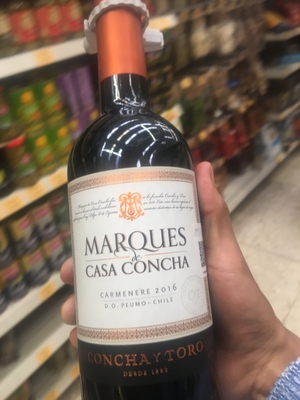 MARQUES
de
CASA CONCHA
CARMENERE 2016
D.O. PEUMO - CHILE
CONCHA Y TORO
DESDE 1883